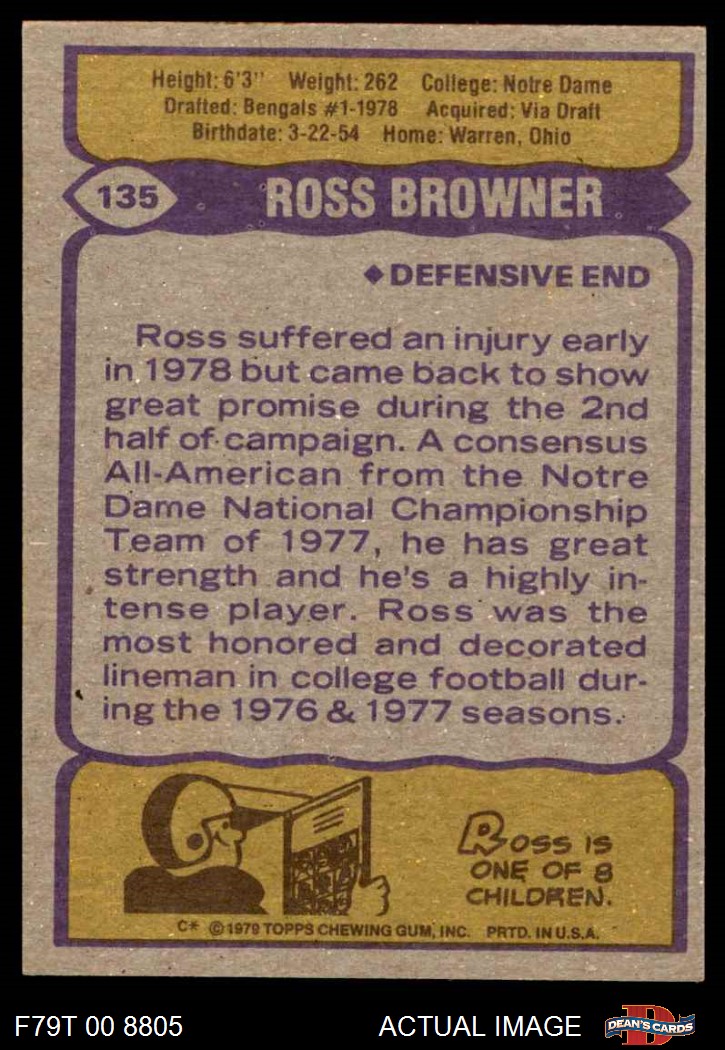 Height: 6'3" Weight: 262 College: Notre Dame
Drafted: Bengals #1-1978 Acquired: Via Draft
Birthdate: 3-22-54 Home: Warren, Ohio
135 ROSS BROWNER
◆ DEFENSIVE END
Ross suffered an injury early
in 1978 but came back to show
great promise during the 2nd
half of campaign. A consensus
All-American from the Notre
Dame National Championship
Team of 1977, he has great
strength and he's a highly in-
tense player. Ross was the
most honored and decorated
lineman in college football dur-
ing the 1976 & 1977 seasons.
ROSS IS
ONE OF 8
CHILDREN.
C* © 1979 TOPPS CHEWING GUM, INC. PRTD. IN U.S.A.
F79T 00 8805 ACTUAL IMAGE
D
DEAN'S CARDS